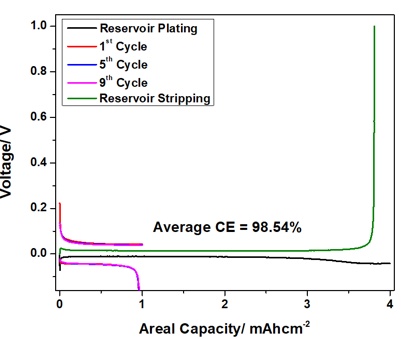 Reservoir Plating
1st Cycle
5th Cycle
9th Cycle
Reservoir Stripping
1.0
0.8
0.6
0.4
0.2
0.0
Voltage/ V
Average CE = 98.54%
0
1
2
3
4
Areal Capacity/ mAhcm-2